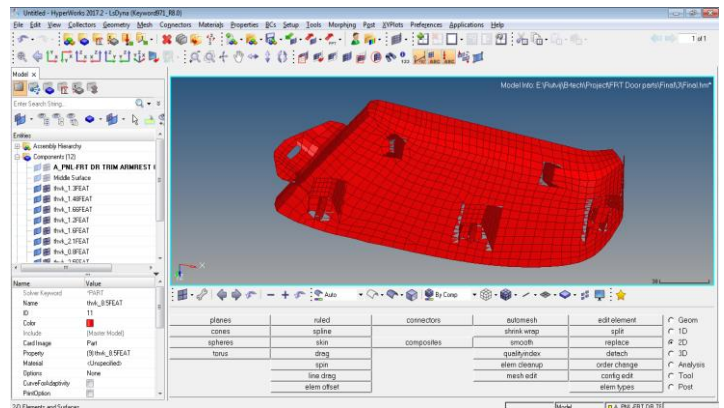 Untitled - HyperWorks 2017.2 - LsDyna (Keyword971_R8.0)
File Edit View Collectors Geometry Mesh Connectors Materials Properties BCs Setup Tools Morphing Post XYPlots Preferences Applications Help
1 of 1
Model
Enter Search String...
Entities
Assembly Hierarchy
Components (12)
A_PNL-FRT DR TRIM ARMREST
Middle Surface
thvk_1.3FEAT
thvk_1.48FEAT
thvk_1.66FEAT
thvk_1.2FEAT
thvk_1.6FEAT
thvk_2.1FEAT
thvk_0.8FEAT
Model Info: E:\Rutvij\B-tech\Project\FRT Door parts\Final\3\Final.hm*
X
Name Value
Solver Keyword *PART
Name thvk_8.5FEAT
ID 11
Color
Include [Master Model]
Card Image Part
Property (9) thvk_8.5FEAT
Material <Unspecified>
Options None
CurveForAdaptivity
PrintOption
Auto By Comp
planes ruled connectors automesh edit element Geom
cones spline shrink wrap split 1D
spheres skin composites smooth replace 2D
torus drag qualityindex detach 3D
spin elem cleanup order change Analysis
line drag mesh edit config edit Tool
elem offset elem types Post
2D Elements and Surfaces
Model